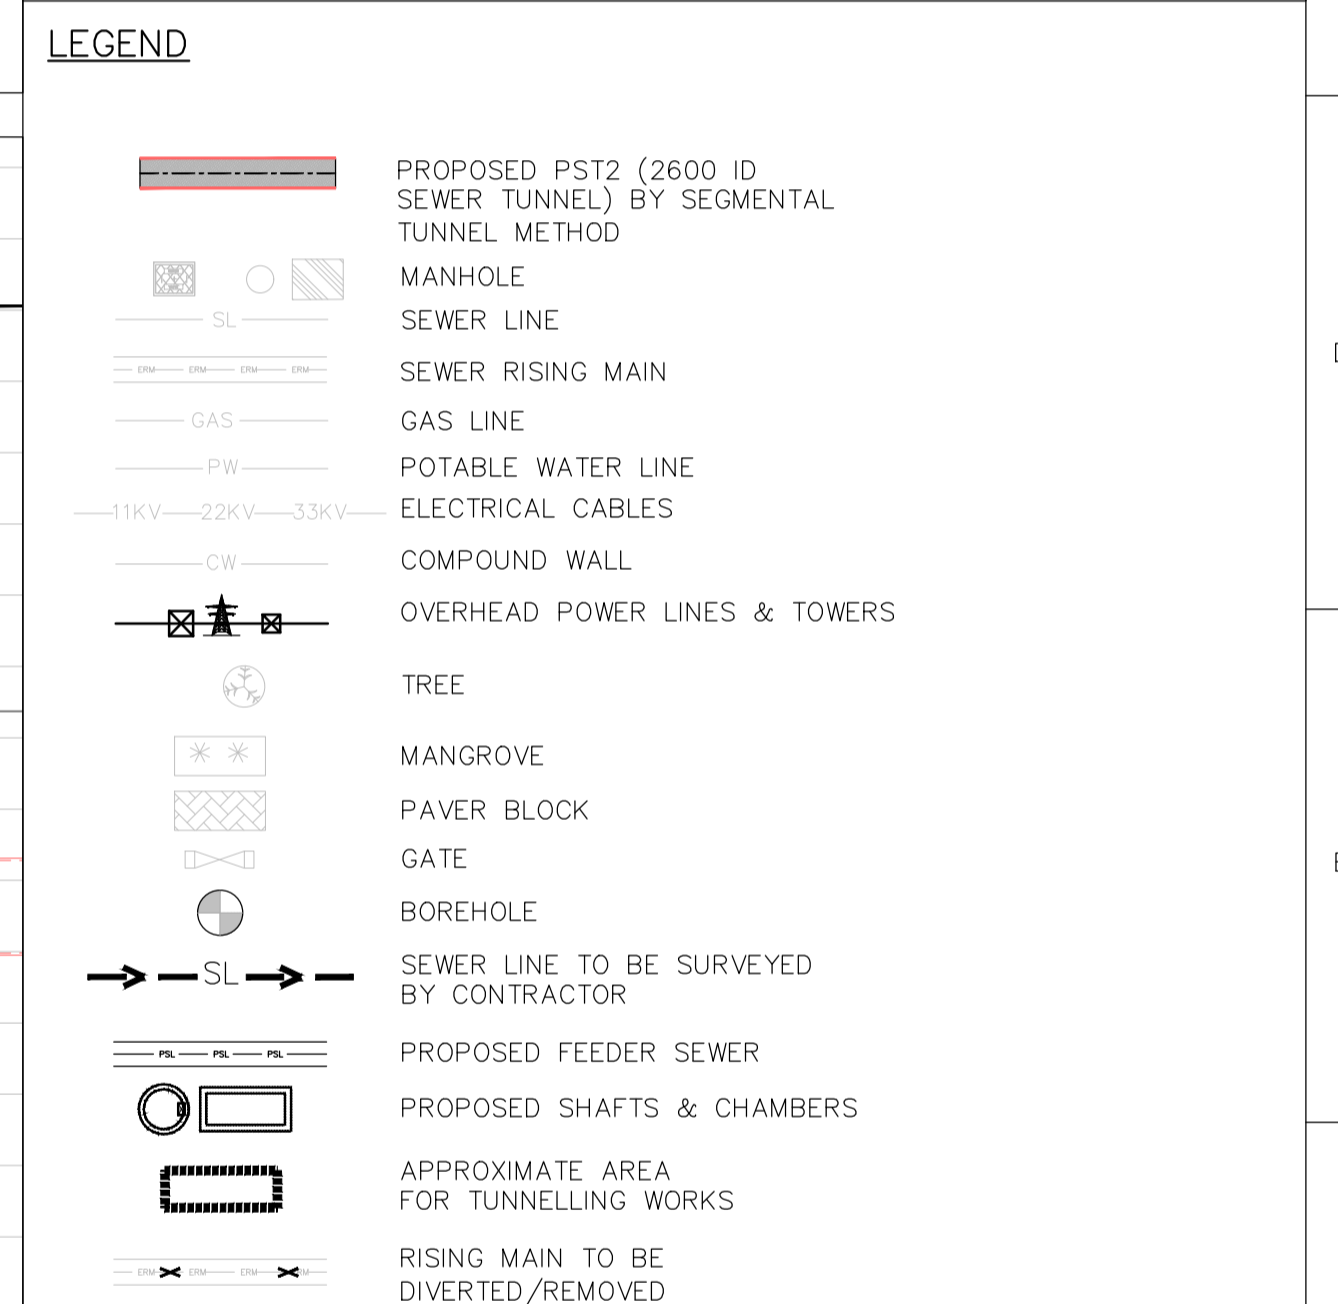 LEGEND
PROPOSED PST2 (2600 ID
SEWER TUNNEL) BY SEGMENTAL
TUNNEL METHOD
MANHOLE
SL SEWER LINE
ERM ERM ERM ERM SEWER RISING MAIN
GAS GAS LINE
PW POTABLE WATER LINE
11KV 22KV 33KV ELECTRICAL CABLES
CW COMPOUND WALL
OVERHEAD POWER LINES & TOWERS
TREE
MANGROVE
PAVER BLOCK
GATE
BOREHOLE
SL SEWER LINE TO BE SURVEYED
BY CONTRACTOR
PSL PSL PSL PROPOSED FEEDER SEWER
PROPOSED SHAFTS & CHAMBERS
APPROXIMATE AREA
FOR TUNNELLING WORKS
RISING MAIN TO BE
ERM ERM ERM RM
DIVERTED/REMOVED